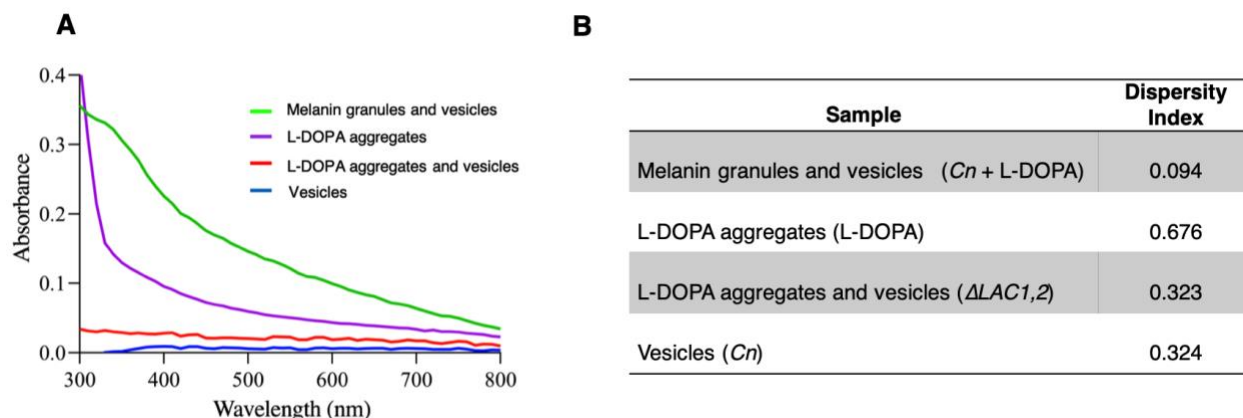 A
B
0.4
0.3
0.2
0.1
0.0
Absorbance
300
400
500
600
700
800
Wavelength (nm)
Melanin granules and vesicles
L-DOPA aggregates
L-DOPA aggregates and vesicles
Vesicles
Sample
Dispersity
Index
Melanin granules and vesicles (Cn + L-DOPA)
0.094
L-DOPA aggregates (L-DOPA)
0.676
L-DOPA aggregates and vesicles (ΔLAC1,2)
0.323
Vesicles (Cn)
0.324